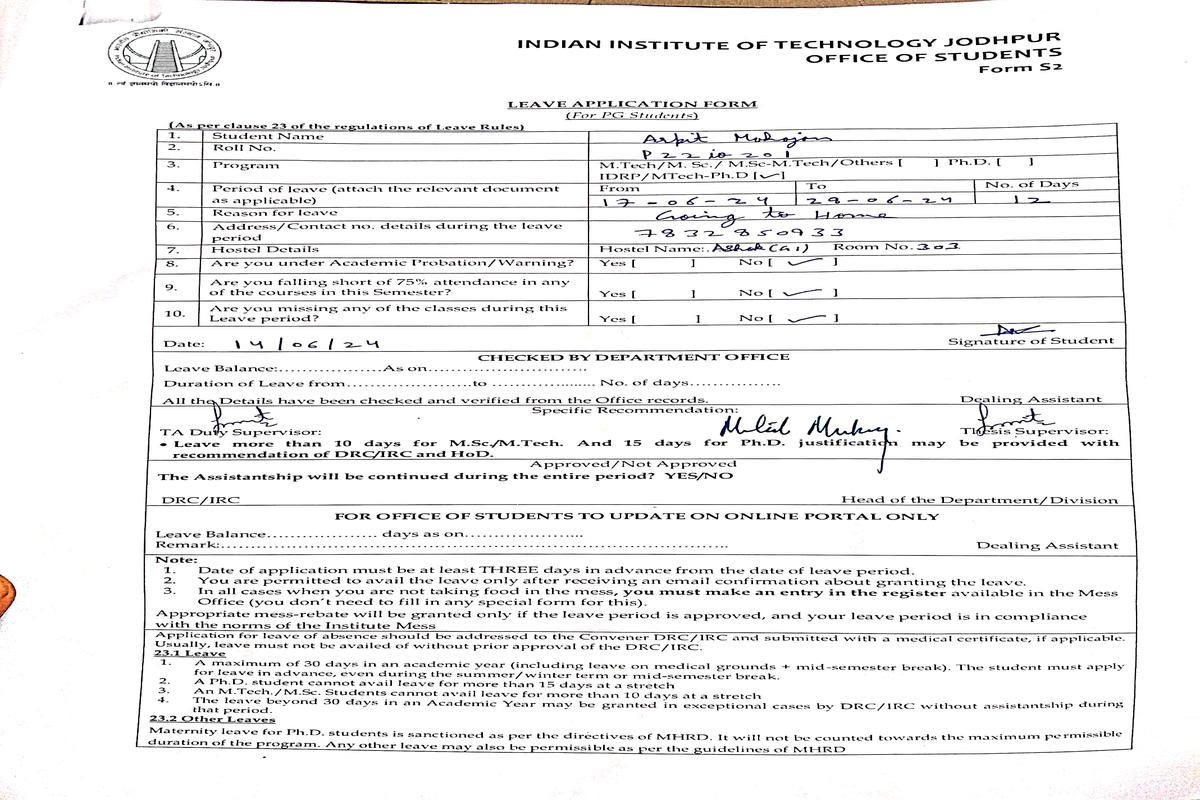 INDIAN INSTITUTE OF TECHNOLOGY JODHPUR
OFFICE OF STUDENTS
Form S2
॥ त्वं ज्ञानमयो विज्ञानमयोऽसि ॥
LEAVE APPLICATION FORM
(For PG Students)
(As per clause 23 of the regulations of Leave Rules)
1. Student Name Arpit Mahajan
2. Roll No. P22io201
3. Program M.Tech/M. Sc./ M.Sc-M.Tech/Others [ ] Ph.D. [ ]
IDRP/MTech-Ph.D [✓]
4. Period of leave (attach the relevant document as applicable) From To No. of Days
17-06-24 29-06-24 12
5. Reason for leave Going to Home
6. Address/Contact no. details during the leave period 7832850933
7. Hostel Details Hostel Name: Ashok (G1) Room No. 303
8. Are you under Academic Probation/Warning? Yes [ ] No [ ✓ ]
9. Are you falling short of 75% attendance in any of the courses in this Semester? Yes [ ] No [ ✓ ]
10. Are you missing any of the classes during this Leave period? Yes [ ] No [ ✓ ]
Date: 14/06/24 Signature of Student
CHECKED BY DEPARTMENT OFFICE
Leave Balance:..................As on...........................
Duration of Leave from.....................to .................. No. of days...............
All the Details have been checked and verified from the Office records. Dealing Assistant
Specific Recommendation:
TA Duty Supervisor: Thesis Supervisor:
• Leave more than 10 days for M.Sc/M.Tech. And 15 days for Ph.D. justification may be provided with
recommendation of DRC/IRC and HoD.
Approved/Not Approved
The Assistantship will be continued during the entire period? YES/NO
DRC/IRC Head of the Department/Division
FOR OFFICE OF STUDENTS TO UPDATE ON ONLINE PORTAL ONLY
Leave Balance................... days as on....................
Remark:..................................................................................... Dealing Assistant
Note:
1. Date of application must be at least THREE days in advance from the date of leave period.
2. You are permitted to avail the leave only after receiving an email confirmation about granting the leave.
3. In all cases when you are not taking food in the mess, you must make an entry in the register available in the Mess
Office (you don't need to fill in any special form for this).
Appropriate mess-rebate will be granted only if the leave period is approved, and your leave period is in compliance
with the norms of the Institute Mess
Application for leave of absence should be addressed to the Convener DRC/IRC and submitted with a medical certificate, if applicable.
Usually, leave must not be availed of without prior approval of the DRC/IRC.
23.1 Leave
1. A maximum of 30 days in an academic year (including leave on medical grounds + mid-semester break). The student must apply
for leave in advance, even during the summer/winter term or mid-semester break.
2. A Ph.D. student cannot avail leave for more than 15 days at a stretch
3. An M.Tech./M.Sc. Students cannot avail leave for more than 10 days at a stretch
4. The leave beyond 30 days in an Academic Year may be granted in exceptional cases by DRC/IRC without assistantship during
that period.
23.2 Other Leaves
Maternity leave for Ph.D. students is sanctioned as per the directives of MHRD. It will not be counted towards the maximum permissible
duration of the program. Any other leave may also be permissible as per the guidelines of MHRD